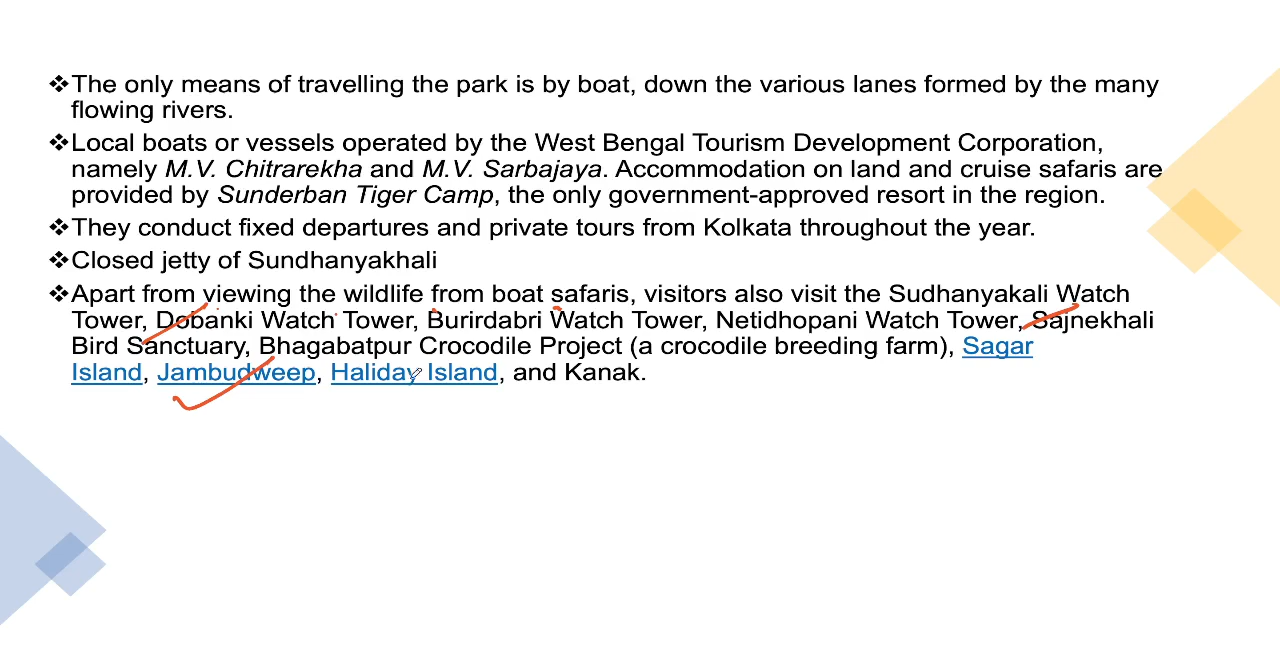 ❖The only means of travelling the park is by boat, down the various lanes formed by the many
flowing rivers.
❖Local boats or vessels operated by the West Bengal Tourism Development Corporation,
namely M.V. Chitrarekha and M.V. Sarbajaya. Accommodation on land and cruise safaris are
provided by Sunderban Tiger Camp, the only government-approved resort in the region.
❖They conduct fixed departures and private tours from Kolkata throughout the year.
❖Closed jetty of Sundhanyakhali
❖Apart from viewing the wildlife from boat safaris, visitors also visit the Sudhanyakali Watch
Tower, Dobanki Watch Tower, Burirdabri Watch Tower, Netidhopani Watch Tower, Sajnekhali
Bird Sanctuary, Bhagabatpur Crocodile Project (a crocodile breeding farm), Sagar
Island, Jambudweep, Haliday Island, and Kanak.